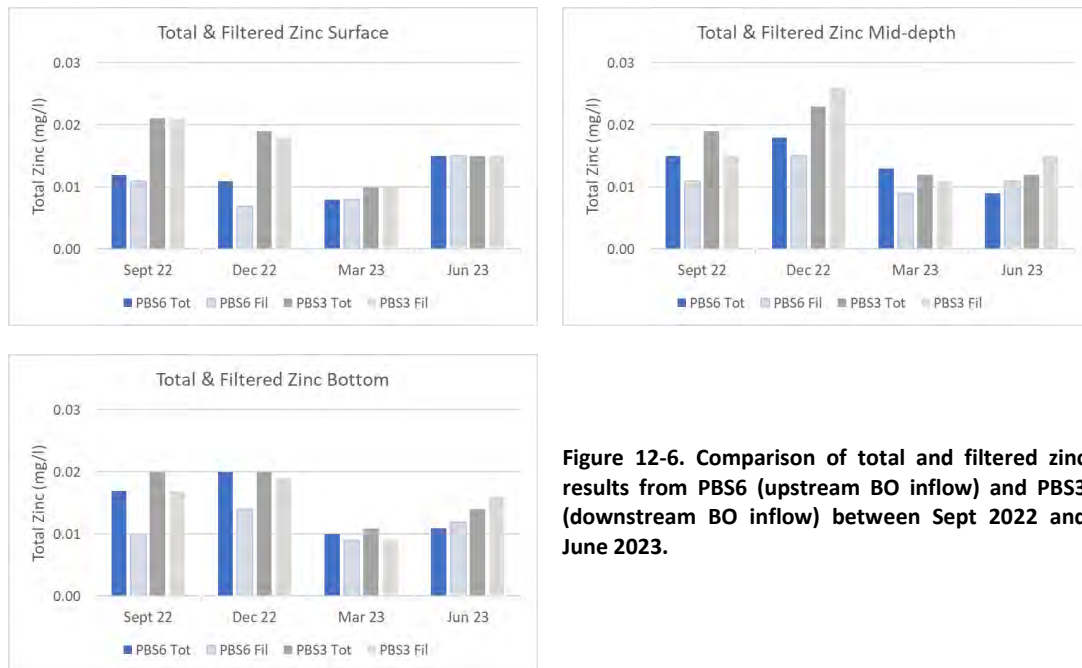 Total & Filtered Zinc Surface
Total Zinc (mg/l)
0.03
0.02
0.01
0.00
Sept 22 Dec 22 Mar 23 Jun 23
PBS6 Tot PBS6 Fil PBS3 Tot PBS3 Fil
Total & Filtered Zinc Mid-depth
Total Zinc (mg/l)
0.03
0.02
0.01
0.00
Sept 22 Dec 22 Mar 23 Jun 23
PBS6 Tot PBS6 Fil PBS3 Tot PBS3 Fil
Total & Filtered Zinc Bottom
Total Zinc (mg/l)
0.03
0.02
0.01
0.00
Sept 22 Dec 22 Mar 23 Jun 23
PBS6 Tot PBS6 Fil PBS3 Tot PBS3 Fil
Figure 12-6. Comparison of total and filtered zinc
results from PBS6 (upstream BO inflow) and PBS3
(downstream BO inflow) between Sept 2022 and
June 2023.